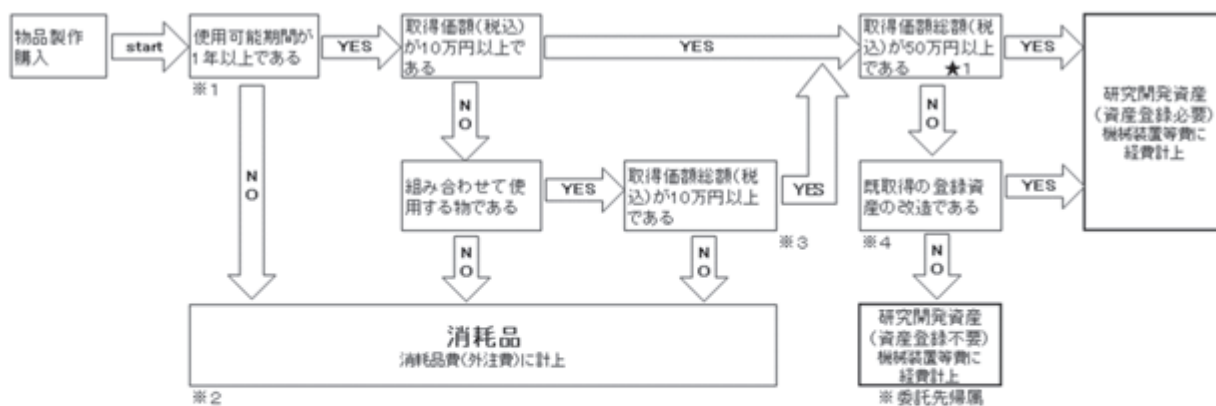 物品製作
購入
start
使用可能期間が
1年以上である
※1
YES
取得価額(税込)
が10万円以上で
ある
YES
取得価額総額(税
込)が50万円以上
である ★1
YES
研究開発資産
(資産登録必要)
機械装置等費に
経費計上
NO
NO
NO
組み合わせて使
用する物である
YES
取得価額総額(税
込)が10万円以上
である
※3
YES
既取得の登録資
産の改造である
※4
YES
NO
NO
NO
消耗品
消耗品費(外注費)に計上
※2
研究開発資産
(資産登録不要)
機械装置等費に
経費計上
※委託先帰属